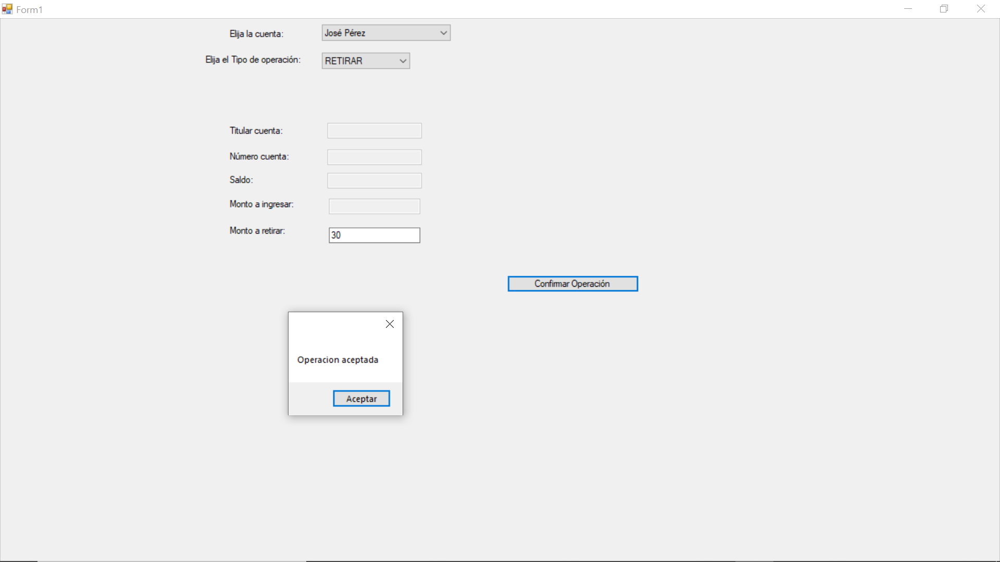 Form1
Elija la cuenta: José Pérez
Elija el Tipo de operación: RETIRAR
Titular cuenta:
Número cuenta:
Saldo:
Monto a ingresar:
Monto a retirar: 30
Confirmar Operación
Operacion aceptada
Aceptar